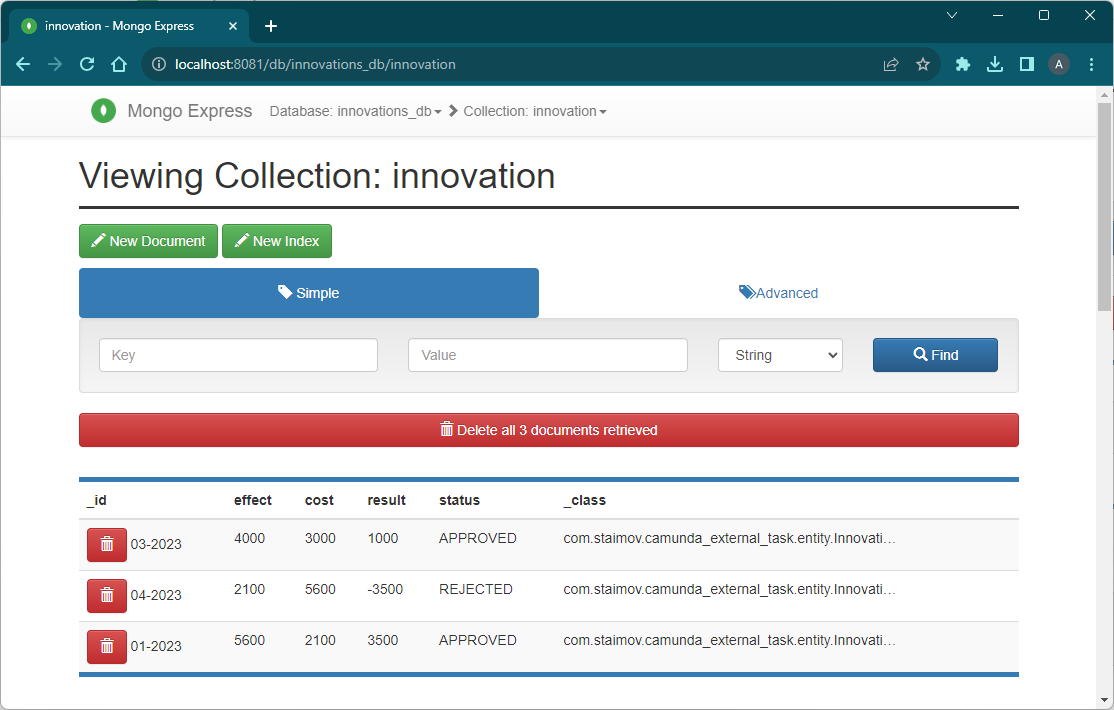 innovation - Mongo Express
localhost:8081/db/innovations_db/innovation
A
Mongo Express Database: innovations_db Collection: innovation
Viewing Collection: innovation
New Document New Index
Simple Advanced
Key Value String Find
Delete all 3 documents retrieved
_id effect cost result status _class
03-2023 4000 3000 1000 APPROVED com.staimov.camunda_external_task.entity.Innovati...
04-2023 2100 5600 -3500 REJECTED com.staimov.camunda_external_task.entity.Innovati...
01-2023 5600 2100 3500 APPROVED com.staimov.camunda_external_task.entity.Innovati...